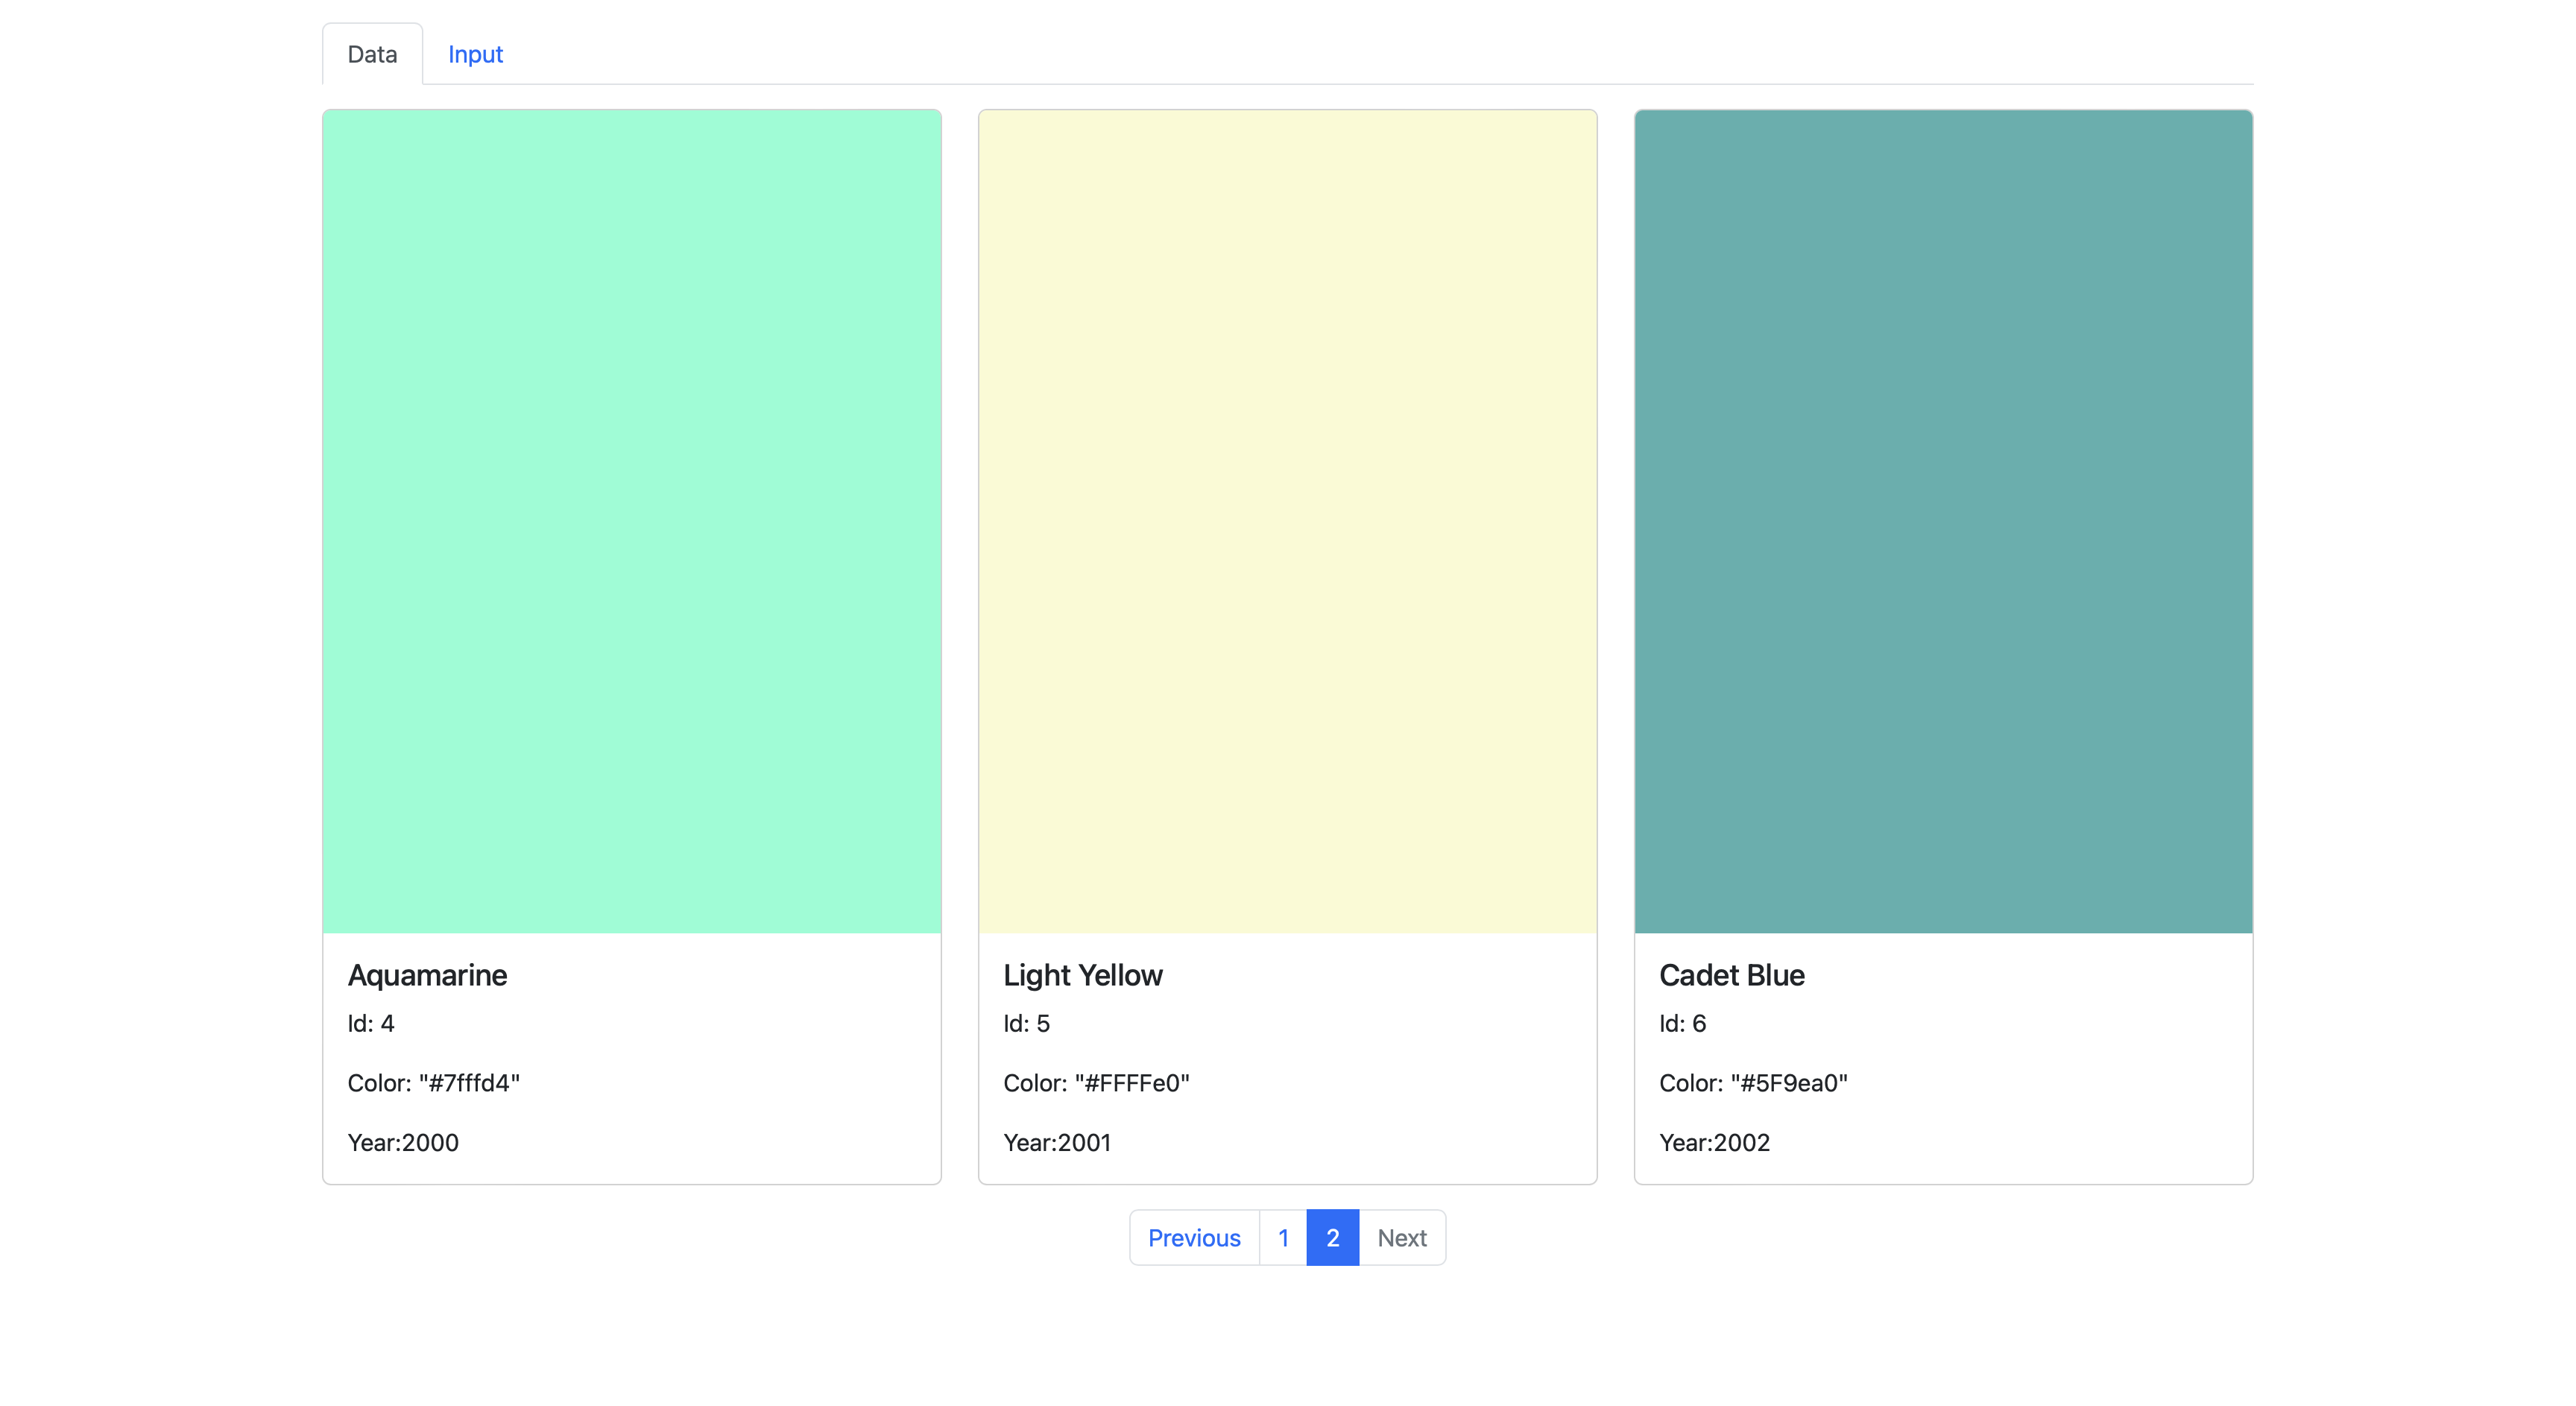 Data
Input
Aquamarine
Id: 4
Color: "#7fffd4"
Year:2000
Light Yellow
Id: 5
Color: "#FFFFe0"
Year:2001
Cadet Blue
Id: 6
Color: "#5F9ea0"
Year:2002
Previous 1 2 Next